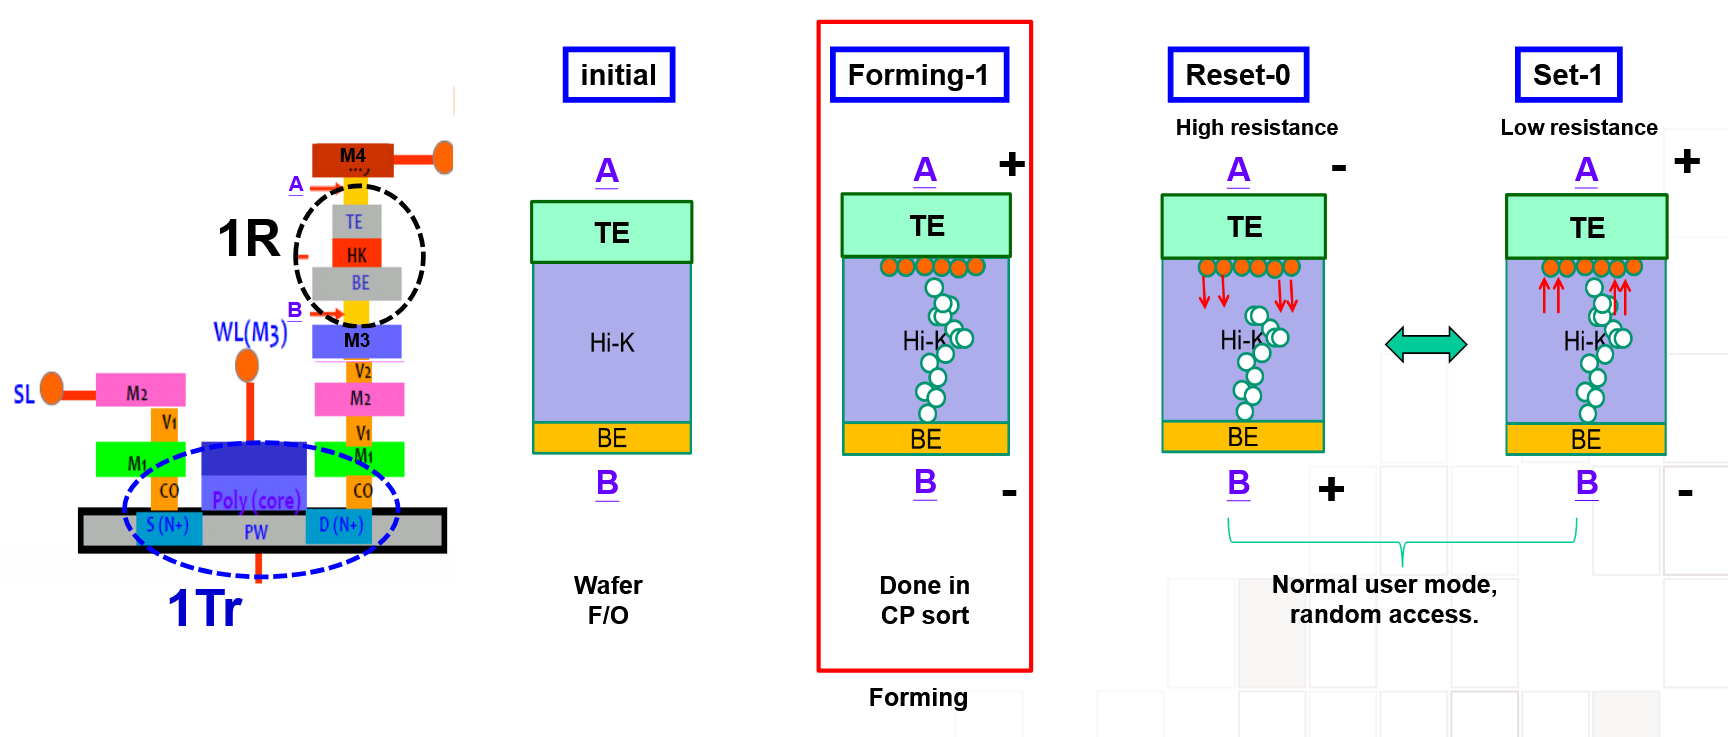 initial
Forming-1
Reset-0
Set-1
High resistance
Low resistance
M4
A
1R
TE
HK
BE
B
M3
WL(M3)
SL
M2
V2
M2
V1
V1
M1
M1
CO
Poly (core)
CO
S (N+)
PW
D (N+)
1Tr
A
TE
Hi-K
BE
B
Wafer
F/O
A
+
TE
Hi-K
BE
B
-
Done in
CP sort
Forming
A
-
TE
Hi-K
BE
B
+
A
+
TE
Hi-K
BE
B
-
Normal user mode,
random access.